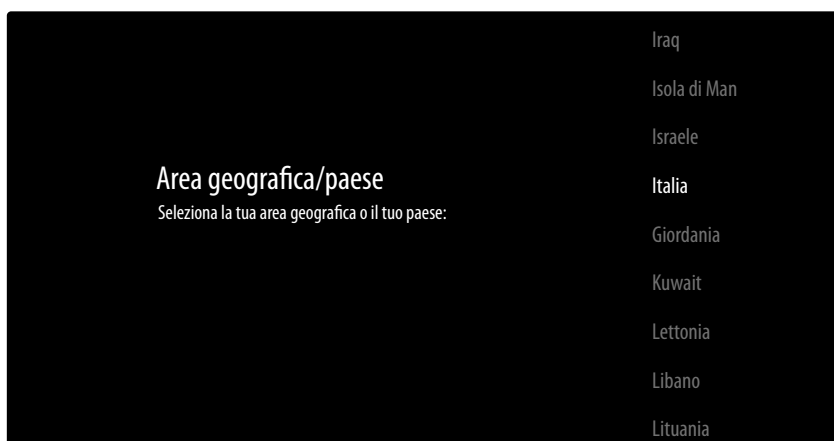 Area geografica/paese
Seleziona la tua area geografica o il tuo paese:
Iraq
Isola di Man
Israele
Italia
Giordania
Kuwait
Lettonia
Libano
Lituania